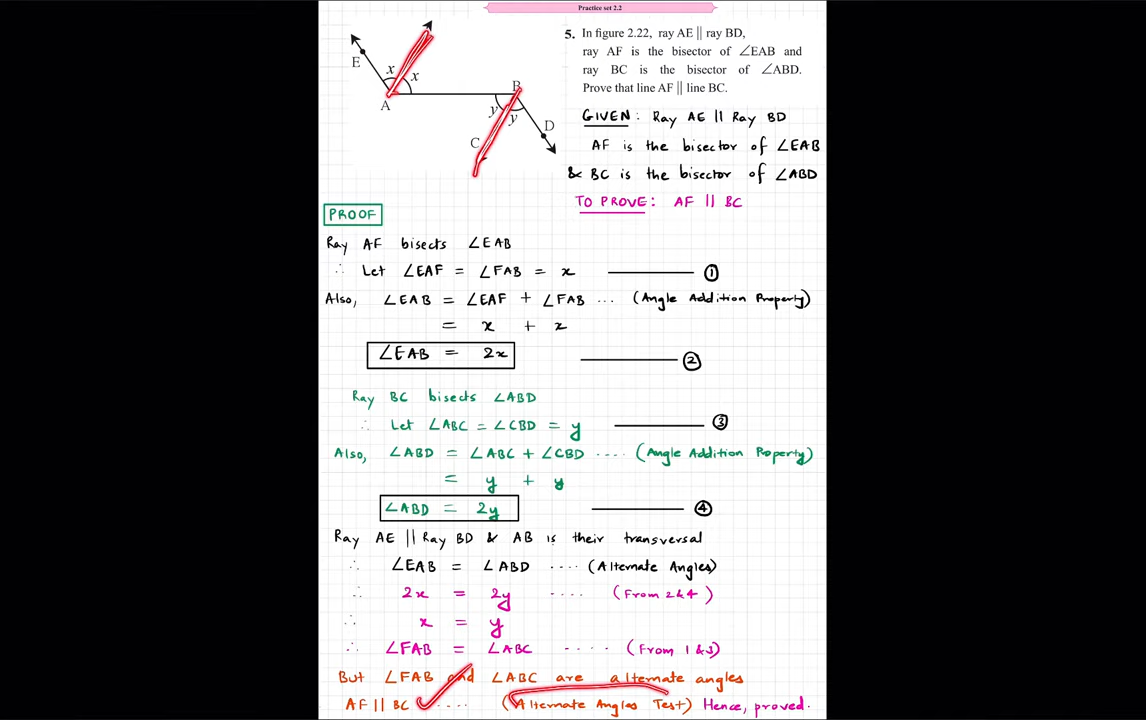 Practice set 2.2
5. In figure 2.22, ray AE || ray BD,
ray AF is the bisector of ∠EAB and
ray BC is the bisector of ∠ABD.
Prove that line AF || line BC.
E
x
x
A
B
y
y
D
C
GIVEN: Ray AE || Ray BD
AF is the bisector of ∠EAB
& BC is the bisector of ∠ABD
TO PROVE: AF || BC
PROOF
Ray AF bisects ∠EAB
∴ Let ∠EAF = ∠FAB = x ——— ①
Also, ∠EAB = ∠EAF + ∠FAB ... (Angle Addition Property)
= x + x
∠EAB = 2x ——— ②
Ray BC bisects ∠ABD
∴ Let ∠ABC = ∠CBD = y ——— ③
Also, ∠ABD = ∠ABC + ∠CBD .... (Angle Addition Property)
= y + y
∠ABD = 2y ——— ④
Ray AE || Ray BD & AB is their transversal
∴ ∠EAB = ∠ABD .... (Alternate Angles)
∴ 2x = 2y .... (From 2 & 4)
∴ x = y
∴ ∠FAB = ∠ABC .... (From 1 & 3)
But ∠FAB and ∠ABC are alternate angles
AF || BC .... (Alternate Angles Test) Hence, proved.